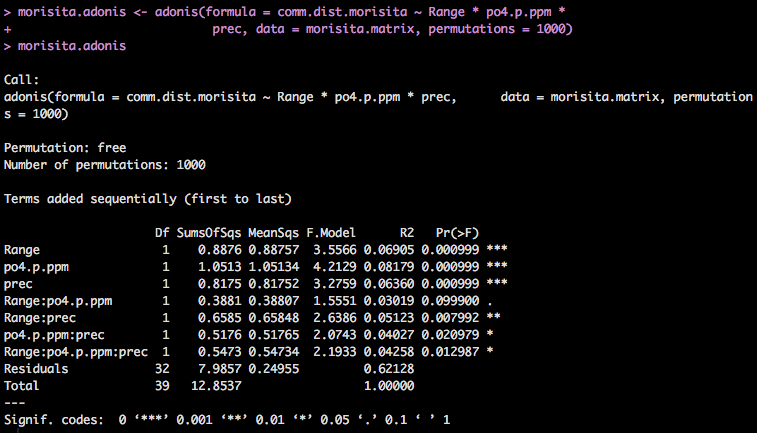 > morisita.adonis <- adonis(formula = comm.dist.morisita ~ Range * po4.p.ppm *
+                             prec, data = morisita.matrix, permutations = 1000)
> morisita.adonis

Call:
adonis(formula = comm.dist.morisita ~ Range * po4.p.ppm * prec,      data = morisita.matrix, permutation
s = 1000)

Permutation: free
Number of permutations: 1000

Terms added sequentially (first to last)

                     Df SumsOfSqs MeanSqs F.Model      R2   Pr(>F)
Range                 1    0.8876 0.88757  3.5566 0.06905 0.000999 ***
po4.p.ppm             1    1.0513 1.05134  4.2129 0.08179 0.000999 ***
prec                  1    0.8175 0.81752  3.2759 0.06360 0.000999 ***
Range:po4.p.ppm       1    0.3881 0.38807  1.5551 0.03019 0.099900 .
Range:prec            1    0.6585 0.65848  2.6386 0.05123 0.007992 **
po4.p.ppm:prec        1    0.5176 0.51765  2.0743 0.04027 0.020979 *
Range:po4.p.ppm:prec  1    0.5473 0.54734  2.1933 0.04258 0.012987 *
Residuals            32    7.9857 0.24955         0.62128
Total                39   12.8537                 1.00000
---
Signif. codes:  0 ‘***’ 0.001 ‘**’ 0.01 ‘*’ 0.05 ‘.’ 0.1 ‘ ’ 1